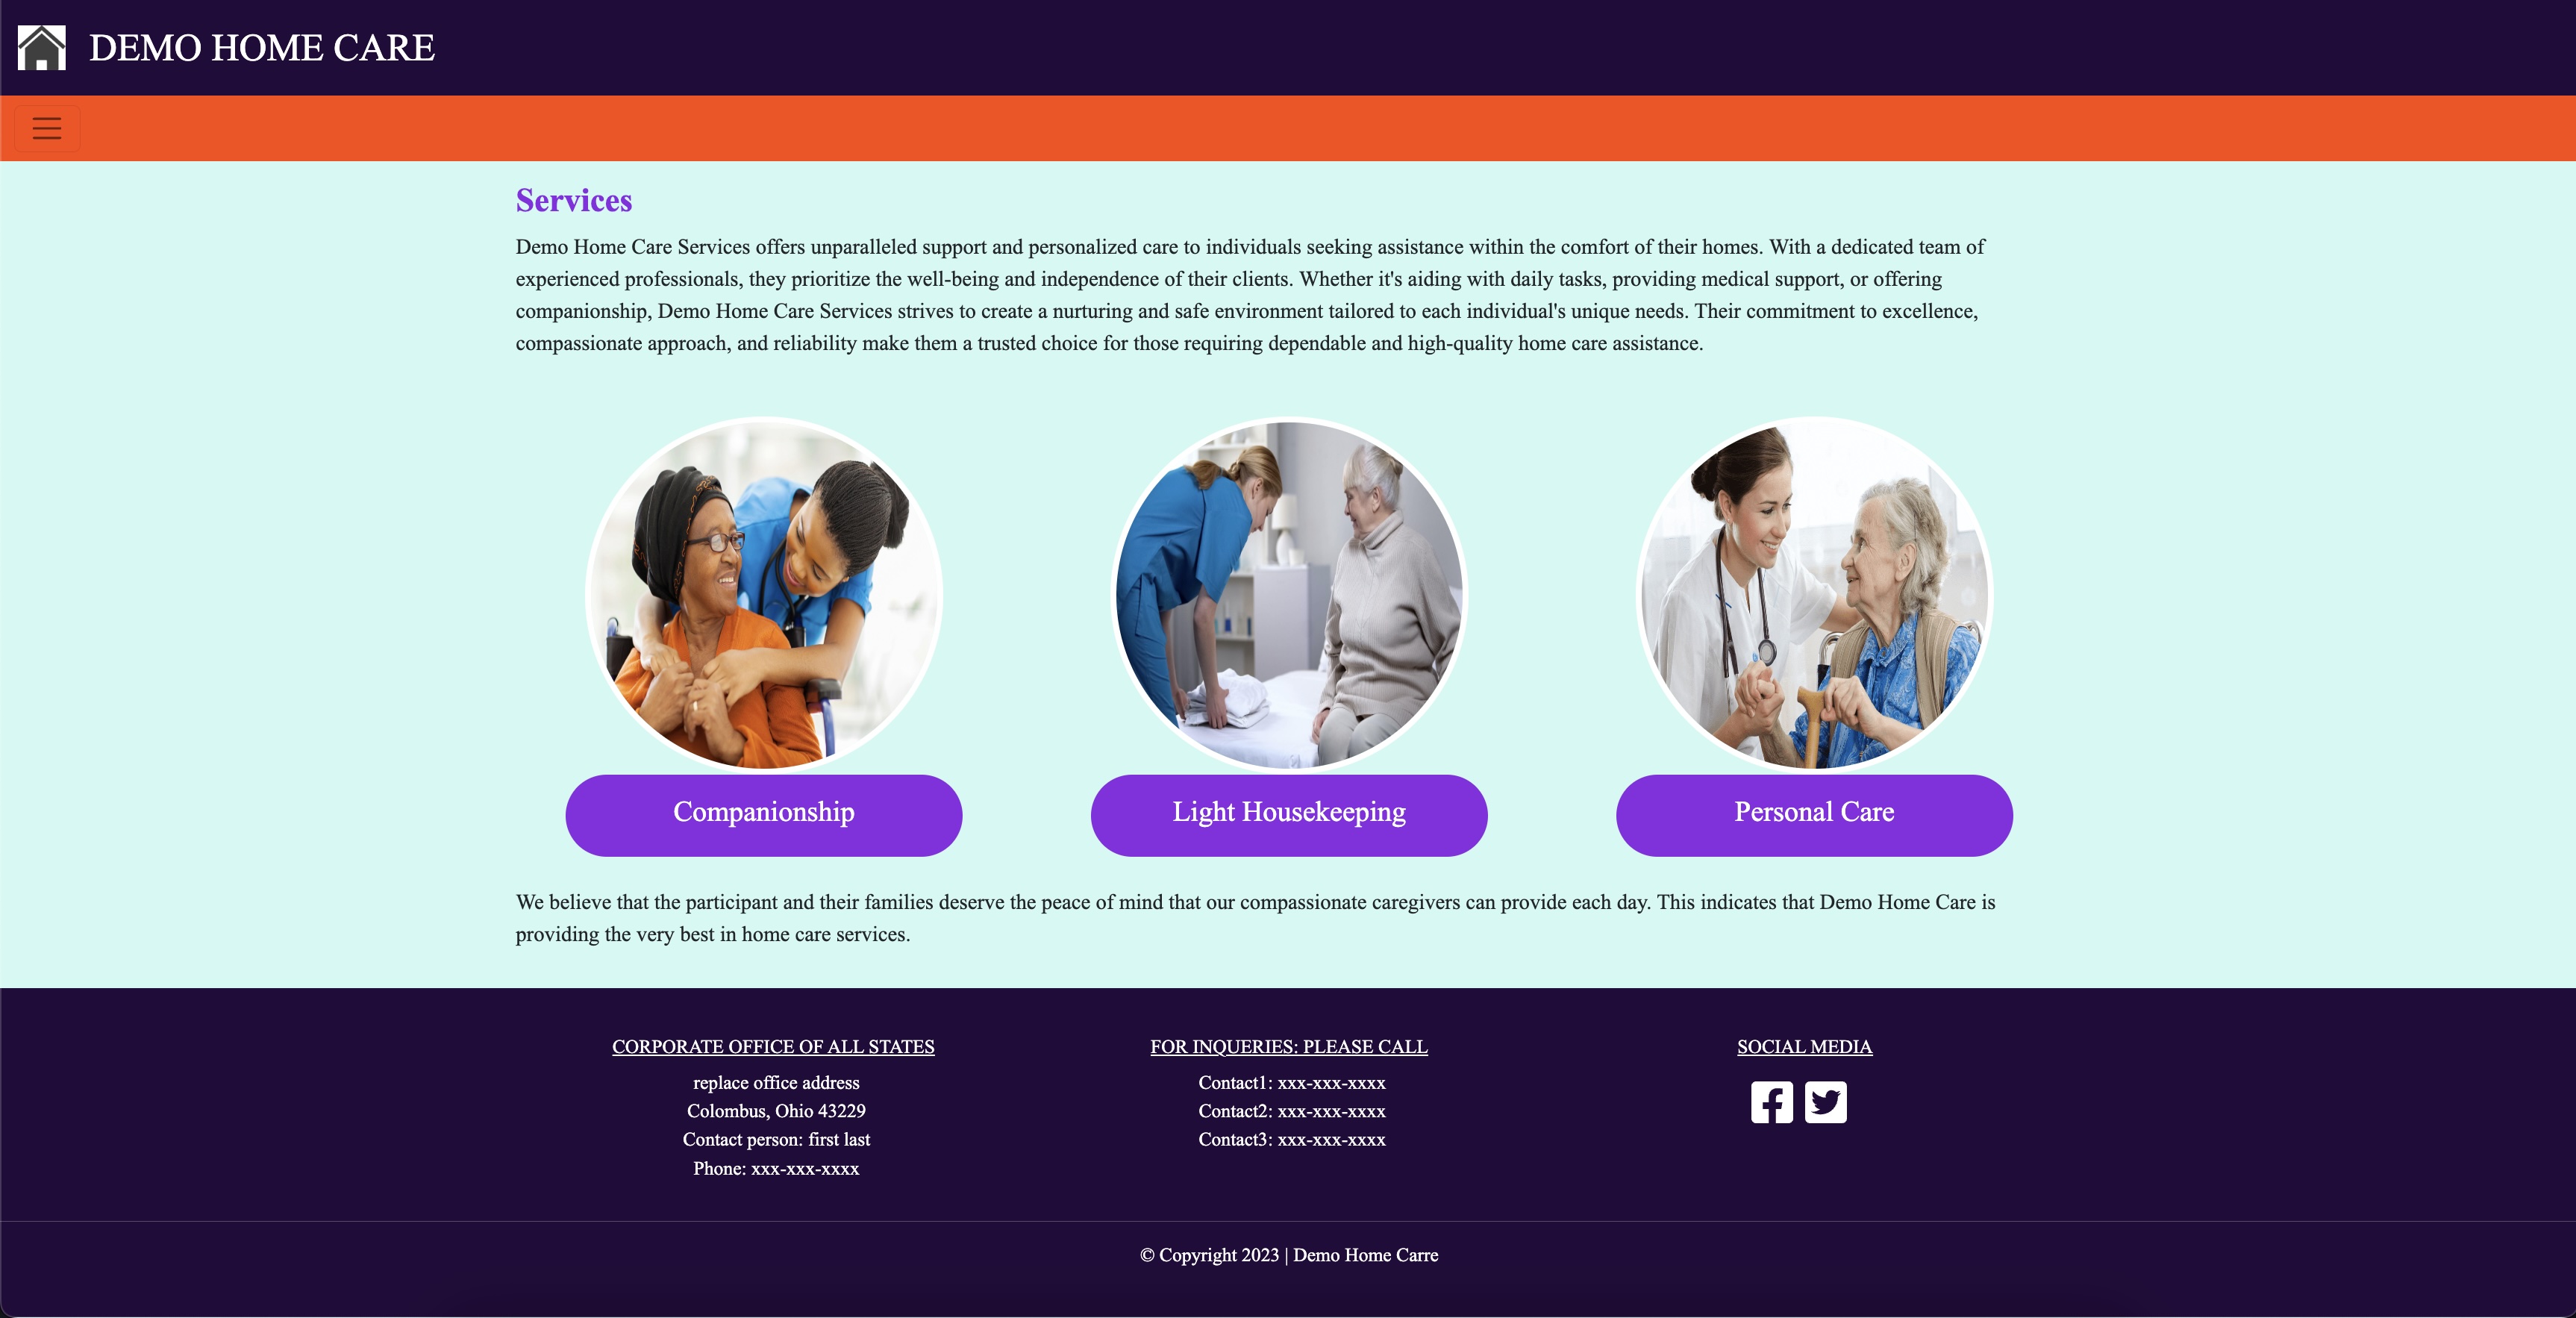 DEMO HOME CARE
Services
Demo Home Care Services offers unparalleled support and personalized care to individuals seeking assistance within the comfort of their homes. With a dedicated team of
experienced professionals, they prioritize the well-being and independence of their clients. Whether it's aiding with daily tasks, providing medical support, or offering
companionship, Demo Home Care Services strives to create a nurturing and safe environment tailored to each individual's unique needs. Their commitment to excellence,
compassionate approach, and reliability make them a trusted choice for those requiring dependable and high-quality home care assistance.
Companionship
Light Housekeeping
Personal Care
We believe that the participant and their families deserve the peace of mind that our compassionate caregivers can provide each day. This indicates that Demo Home Care is
providing the very best in home care services.
CORPORATE OFFICE OF ALL STATES
replace office address
Colombus, Ohio 43229
Contact person: first last
Phone: xxx-xxx-xxxx
FOR INQUERIES: PLEASE CALL
Contact1: xxx-xxx-xxxx
Contact2: xxx-xxx-xxxx
Contact3: xxx-xxx-xxxx
SOCIAL MEDIA
© Copyright 2023 | Demo Home Carre